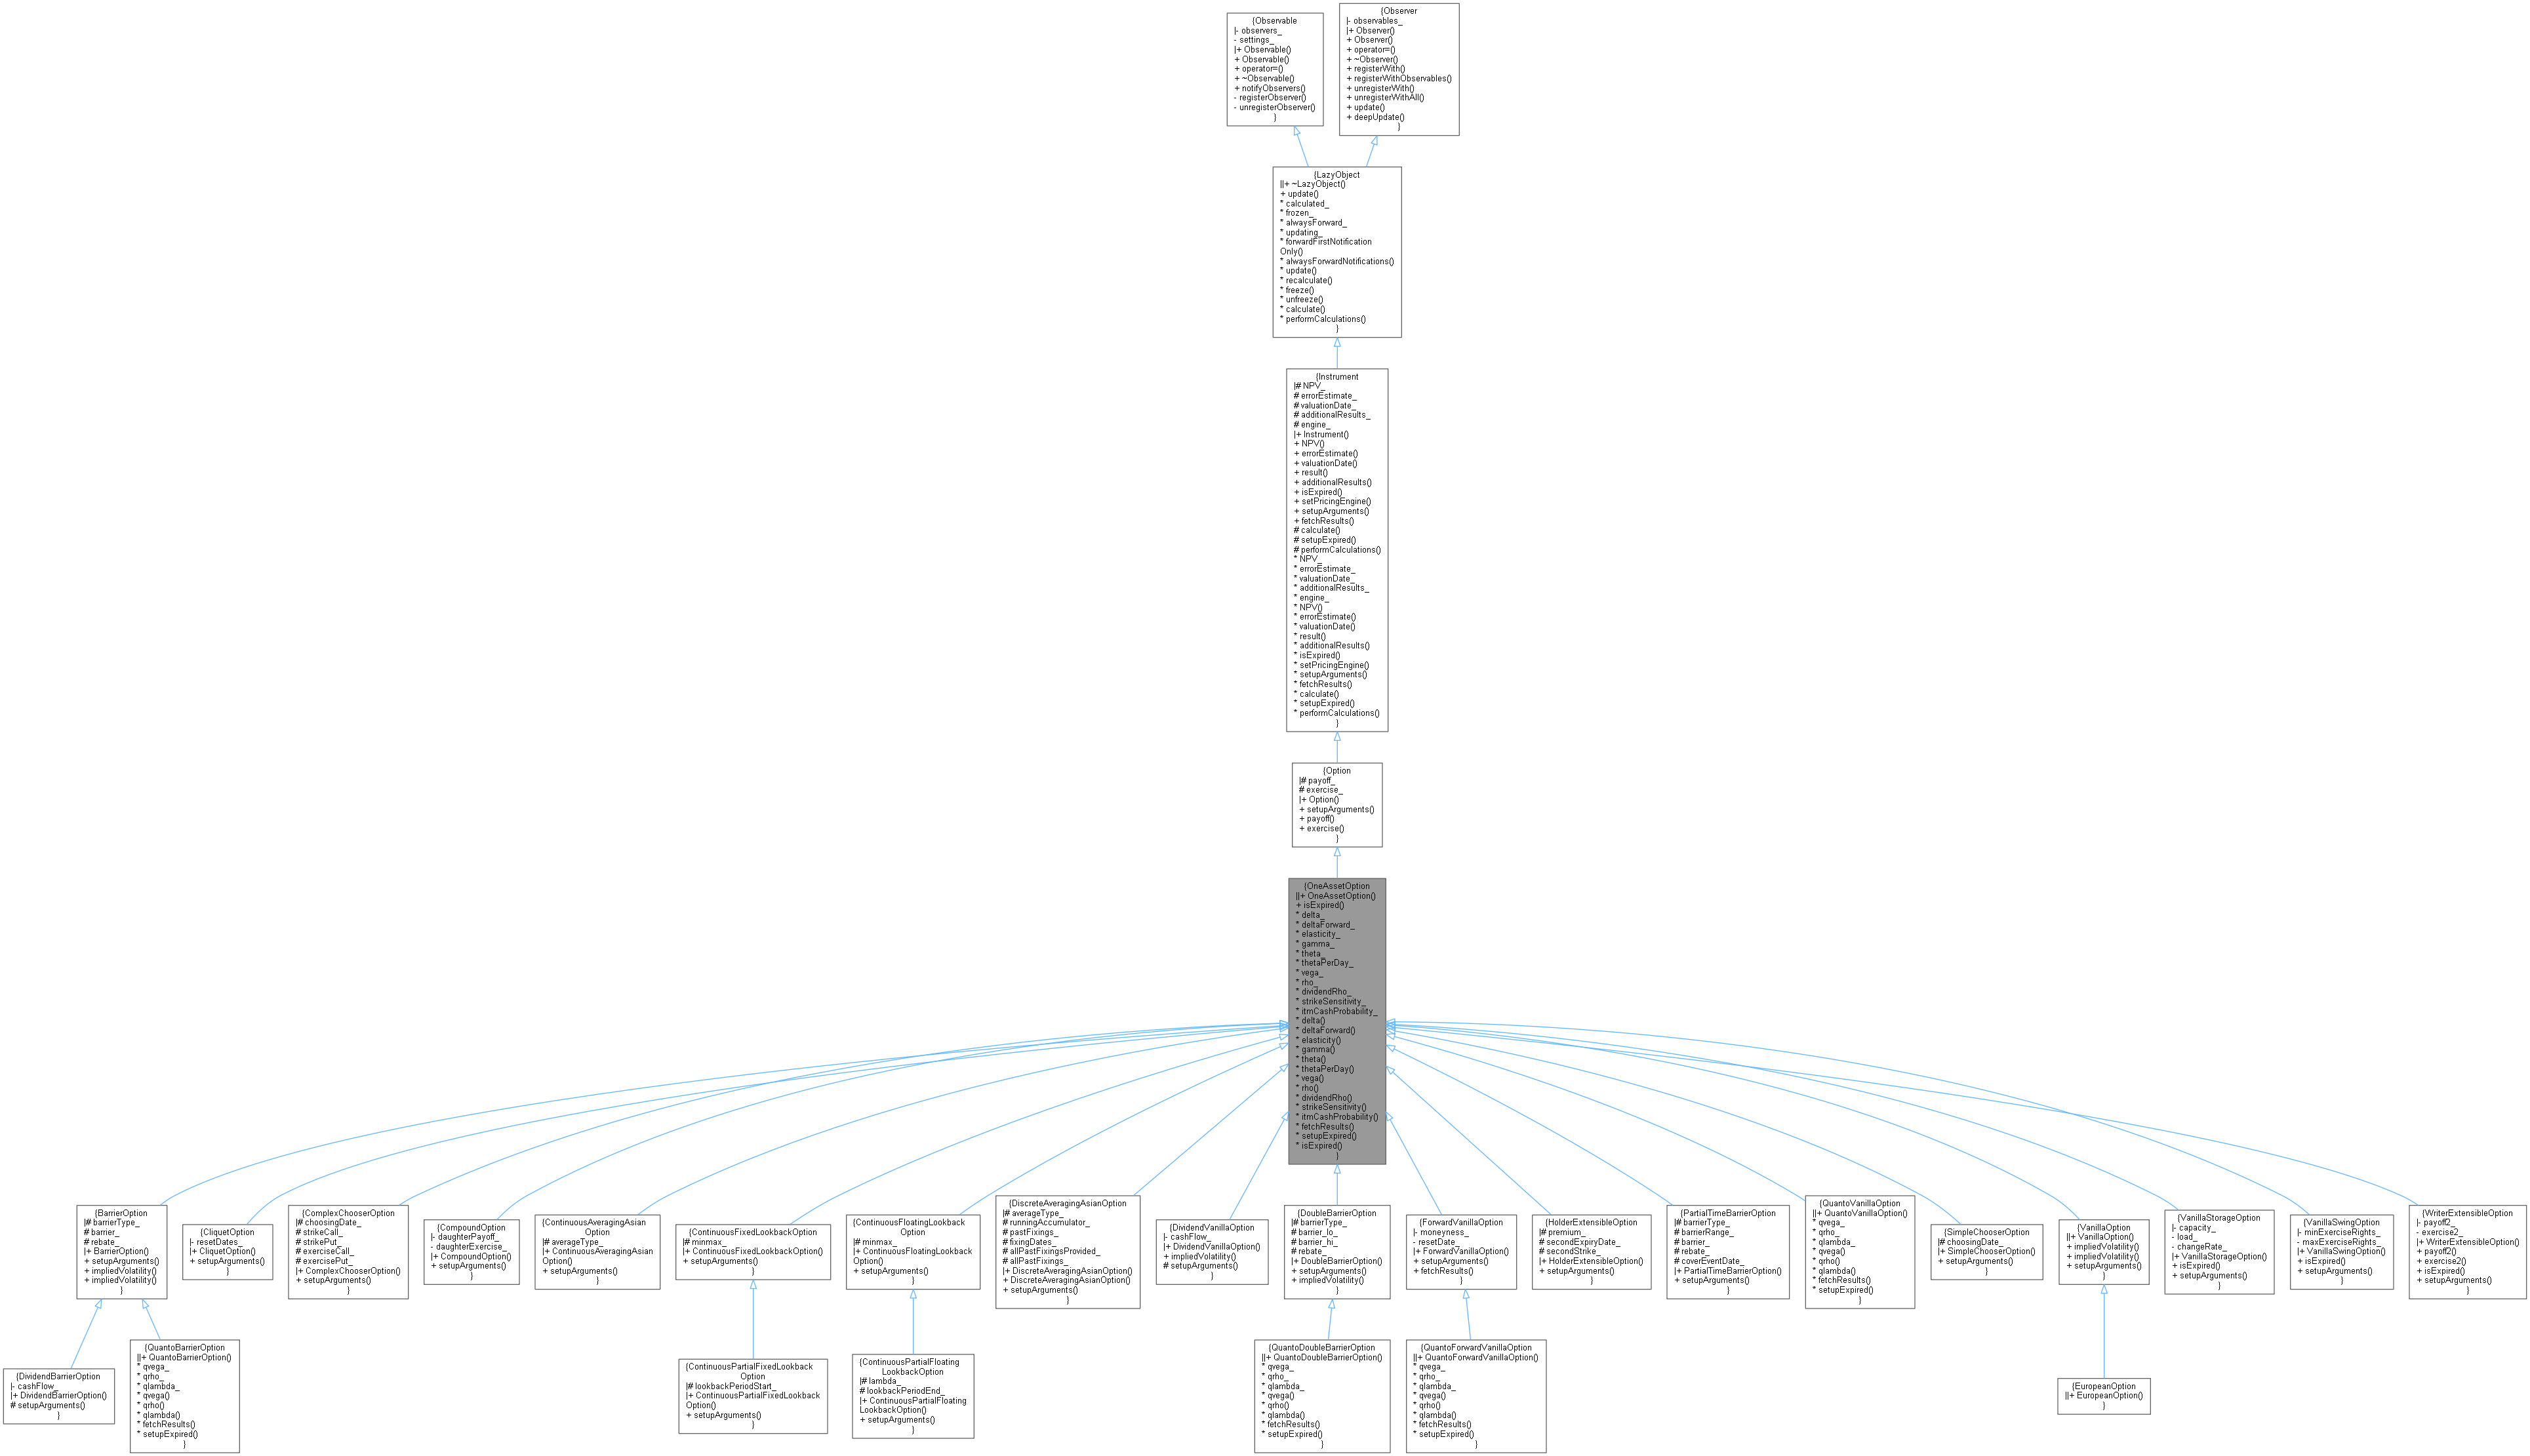 {Observable
|- observers_
- settings_
|+ Observable()
+ Observable()
+ operator=()
+ ~Observable()
+ notifyObservers()
- registerObserver()
- unregisterObserver()
}
{Observer
|- observables_
|+ Observer()
+ Observer()
+ operator=()
+ ~Observer()
+ registerWith()
+ registerWithObservables()
+ unregisterWith()
+ unregisterWithAll()
+ update()
+ deepUpdate()
}
{LazyObject
||+ ~LazyObject()
+ update()
* calculated_
* frozen_
* alwaysForward_
* updating_
* forwardFirstNotification
Only()
* alwaysForwardNotifications()
* update()
* recalculate()
* freeze()
* unfreeze()
* calculate()
* performCalculations()
}
{Instrument
|# NPV_
# errorEstimate_
# valuationDate_
# additionalResults_
# engine_
|+ Instrument()
+ NPV()
+ errorEstimate()
+ valuationDate()
+ result()
+ additionalResults()
+ isExpired()
+ setPricingEngine()
+ setupArguments()
+ fetchResults()
# calculate()
# setupExpired()
# performCalculations()
* NPV_
* errorEstimate_
* valuationDate_
* additionalResults_
* engine_
* NPV()
* errorEstimate()
* valuationDate()
* result()
* additionalResults()
* isExpired()
* setPricingEngine()
* setupArguments()
* fetchResults()
* calculate()
* setupExpired()
* performCalculations()
}
{Option
|# payoff_
# exercise_
|+ Option()
+ setupArguments()
+ payoff()
+ exercise()
}
{OneAssetOption
||+ OneAssetOption()
+ isExpired()
* delta_
* deltaForward_
* elasticity_
* gamma_
* theta_
* thetaPerDay_
* vega_
* rho_
* dividendRho_
* strikeSensitivity_
* itmCashProbability_
* delta()
* deltaForward()
* elasticity()
* gamma()
* theta()
* thetaPerDay()
* vega()
* rho()
* dividendRho()
* strikeSensitivity()
* itmCashProbability()
* fetchResults()
* setupExpired()
* isExpired()
}
{BarrierOption
|# barrierType_
# barrier_
# rebate_
|+ BarrierOption()
+ setupArguments()
+ impliedVolatility()
+ impliedVolatility()
}
{CliquetOption
|- resetDates_
|+ CliquetOption()
+ setupArguments()
}
{ComplexChooserOption
|# choosingDate_
# strikeCall_
# strikePut_
# exerciseCall_
# exercisePut_
|+ ComplexChooserOption()
+ setupArguments()
}
{CompoundOption
|- daughterPayoff_
- daughterExercise_
|+ CompoundOption()
+ setupArguments()
}
{ContinuousAveragingAsian
Option
|# averageType_
|+ ContinuousAveragingAsian
Option()
+ setupArguments()
}
{ContinuousFixedLookbackOption
|# minmax_
|+ ContinuousFixedLookbackOption()
+ setupArguments()
}
{ContinuousFloatingLookback
Option
|# minmax_
|+ ContinuousFloatingLookback
Option()
+ setupArguments()
}
{DiscreteAveragingAsianOption
|# averageType_
# runningAccumulator_
# pastFixings_
# fixingDates_
# allPastFixingsProvided_
# allPastFixings_
|+ DiscreteAveragingAsianOption()
+ DiscreteAveragingAsianOption()
+ setupArguments()
}
{DividendVanillaOption
|- cashFlow_
|+ DividendVanillaOption()
+ impliedVolatility()
# setupArguments()
}
{DoubleBarrierOption
|# barrierType_
# barrier_lo_
# barrier_hi_
# rebate_
|+ DoubleBarrierOption()
+ setupArguments()
+ impliedVolatility()
}
{ForwardVanillaOption
|- moneyness_
- resetDate_
|+ ForwardVanillaOption()
+ setupArguments()
+ fetchResults()
}
{HolderExtensibleOption
|# premium_
# secondExpiryDate_
# secondStrike_
|+ HolderExtensibleOption()
+ setupArguments()
}
{PartialTimeBarrierOption
|# barrierType_
# barrierRange_
# barrier_
# rebate_
# coverEventDate_
|+ PartialTimeBarrierOption()
+ setupArguments()
}
{QuantoVanillaOption
||+ QuantoVanillaOption()
* qvega_
* qrho_
* qlambda_
* qvega()
* qrho()
* qlambda()
* fetchResults()
* setupExpired()
}
{SimpleChooserOption
|# choosingDate_
|+ SimpleChooserOption()
+ setupArguments()
}
{VanillaOption
||+ VanillaOption()
+ impliedVolatility()
+ impliedVolatility()
+ setupArguments()
}
{VanillaStorageOption
|- capacity_
- load_
- changeRate_
|+ VanillaStorageOption()
+ isExpired()
+ setupArguments()
}
{VanillaSwingOption
|- minExerciseRights_
- maxExerciseRights_
|+ VanillaSwingOption()
+ isExpired()
+ setupArguments()
}
{WriterExtensibleOption
|- payoff2_
- exercise2_
|+ WriterExtensibleOption()
+ payoff2()
+ exercise2()
+ isExpired()
+ setupArguments()
}
{DividendBarrierOption
|- cashFlow_
|+ DividendBarrierOption()
# setupArguments()
}
{QuantoBarrierOption
||+ QuantoBarrierOption()
* qvega_
* qrho_
* qlambda_
* qvega()
* qrho()
* qlambda()
* fetchResults()
* setupExpired()
}
{ContinuousPartialFixedLookback
Option
|# lookbackPeriodStart_
|+ ContinuousPartialFixedLookback
Option()
+ setupArguments()
}
{ContinuousPartialFloating
LookbackOption
|# lambda_
# lookbackPeriodEnd_
|+ ContinuousPartialFloating
LookbackOption()
+ setupArguments()
}
{QuantoDoubleBarrierOption
||+ QuantoDoubleBarrierOption()
* qvega_
* qrho_
* qlambda_
* qvega()
* qrho()
* qlambda()
* fetchResults()
* setupExpired()
}
{QuantoForwardVanillaOption
||+ QuantoForwardVanillaOption()
* qvega_
* qrho_
* qlambda_
* qvega()
* qrho()
* qlambda()
* fetchResults()
* setupExpired()
}
{EuropeanOption
||+ EuropeanOption()
}